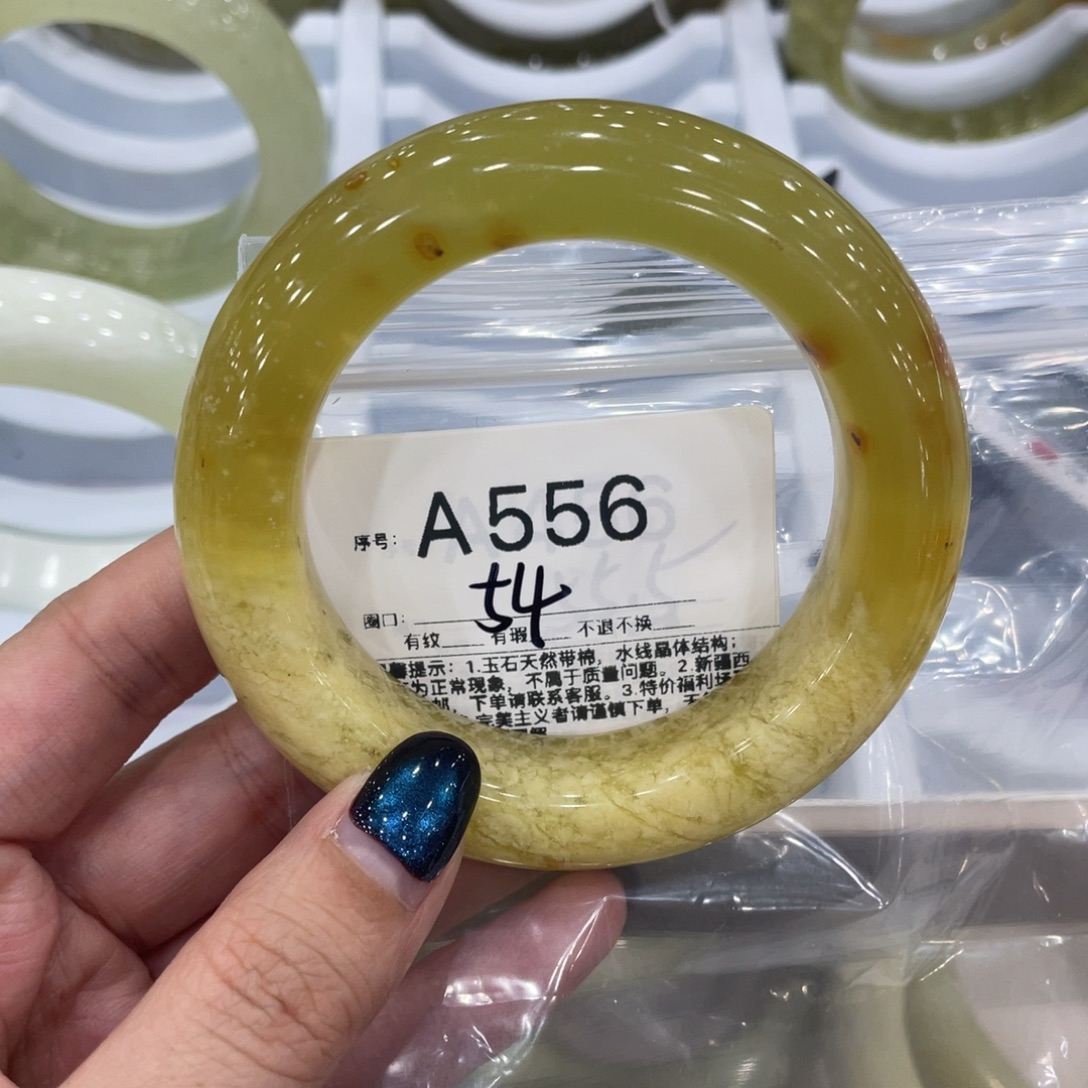 序号: A556
54
圈口:
有纹 有瑕 不退不换
提示: 1.玉石天然带棉, 水线晶体结构;
为正常现象, 不属于质量问题。2.新疆西
下单请联系客服。3.特价福利场
完美主义者请谨慎下单,